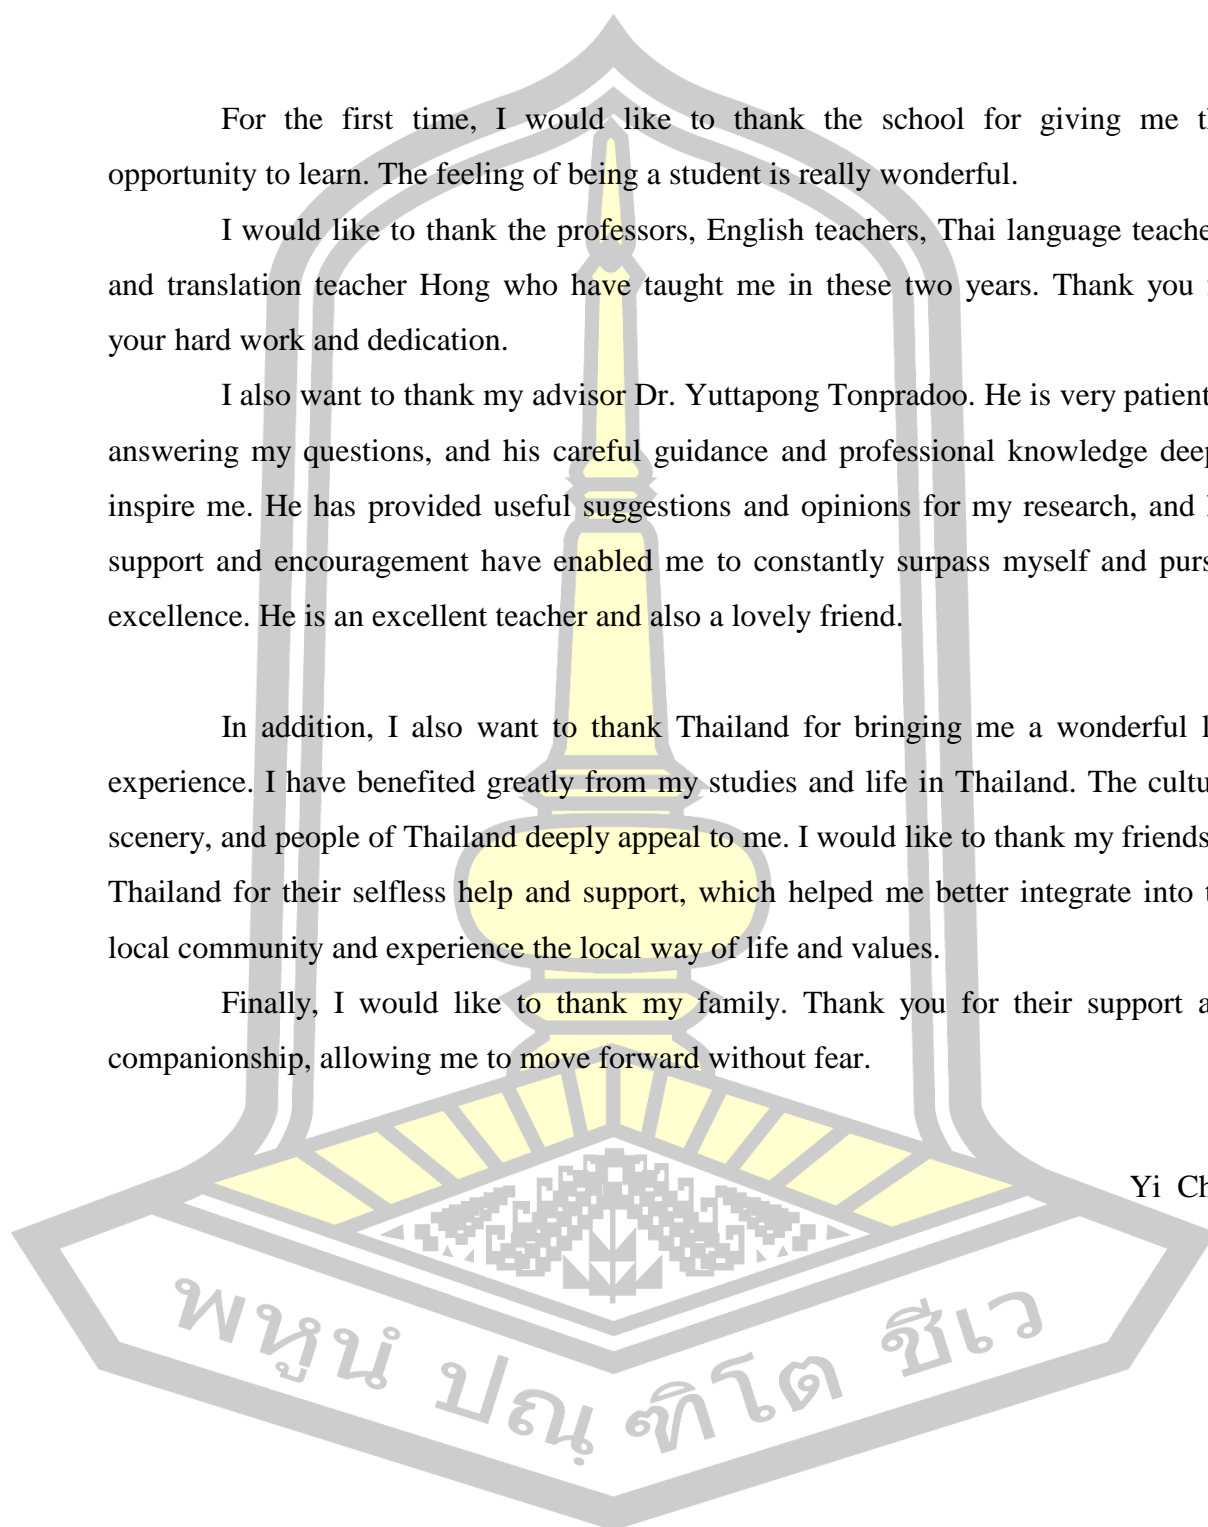 For the first time, I would like to thank the school for giving me
opportunity to learn. The feeling of being a student is really wonderful.
I would like to thank the professors, English teachers, Thai language
and translation teacher Hong who have taught me in these two years. Thank you
your hard work and dedication.
I also want to thank my advisor Dr. Yuttapong Tonpradoo. He is very patient
answering my questions, and his careful guidance and professional knowledge
inspire me. He has provided useful suggestions and opinions for my research, and
support and encouragement have enabled me to constantly surpass myself and
excellence. He is an excellent teacher and also a lovely friend.
In addition, I also want to thank Thailand for bringing me a wonderful
experience. I have benefited greatly from my studies and life in Thailand. The
scenery, and people of Thailand deeply appeal to me. I would like to thank my friends
Thailand for their selfless help and support, which helped me better integrate into
local community and experience the local way of life and values.
Finally, I would like to thank my family. Thank you for their support
companionship, allowing me to move forward without fear.
Yi
พหูนํ ปณฺฑิโต ชีเว